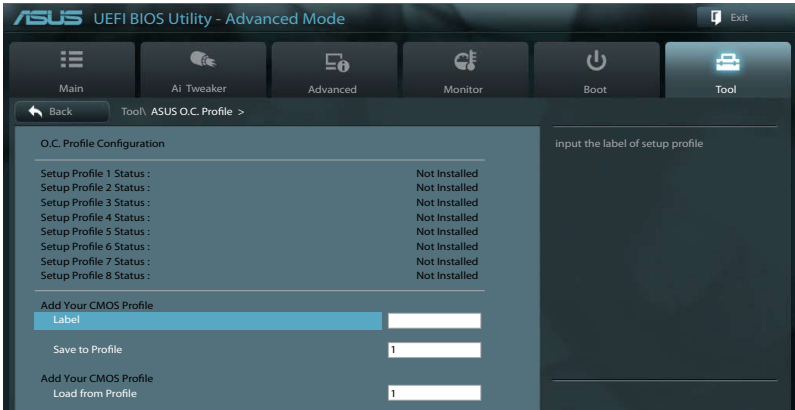 ASUS UEFI BIOS Utility - Advanced Mode
Exit
Main
Ai Tweaker
Advanced
Monitor
Boot
Tool
Back
Tool\ ASUS O.C. Profile >
O.C. Profile Configuration
Setup Profile 1 Status : Not Installed
Setup Profile 2 Status : Not Installed
Setup Profile 3 Status : Not Installed
Setup Profile 4 Status : Not Installed
Setup Profile 5 Status : Not Installed
Setup Profile 6 Status : Not Installed
Setup Profile 7 Status : Not Installed
Setup Profile 8 Status : Not Installed
Add Your CMOS Profile
Label
Save to Profile 1
Add Your CMOS Profile
Load from Profile 1
input the label of setup profile